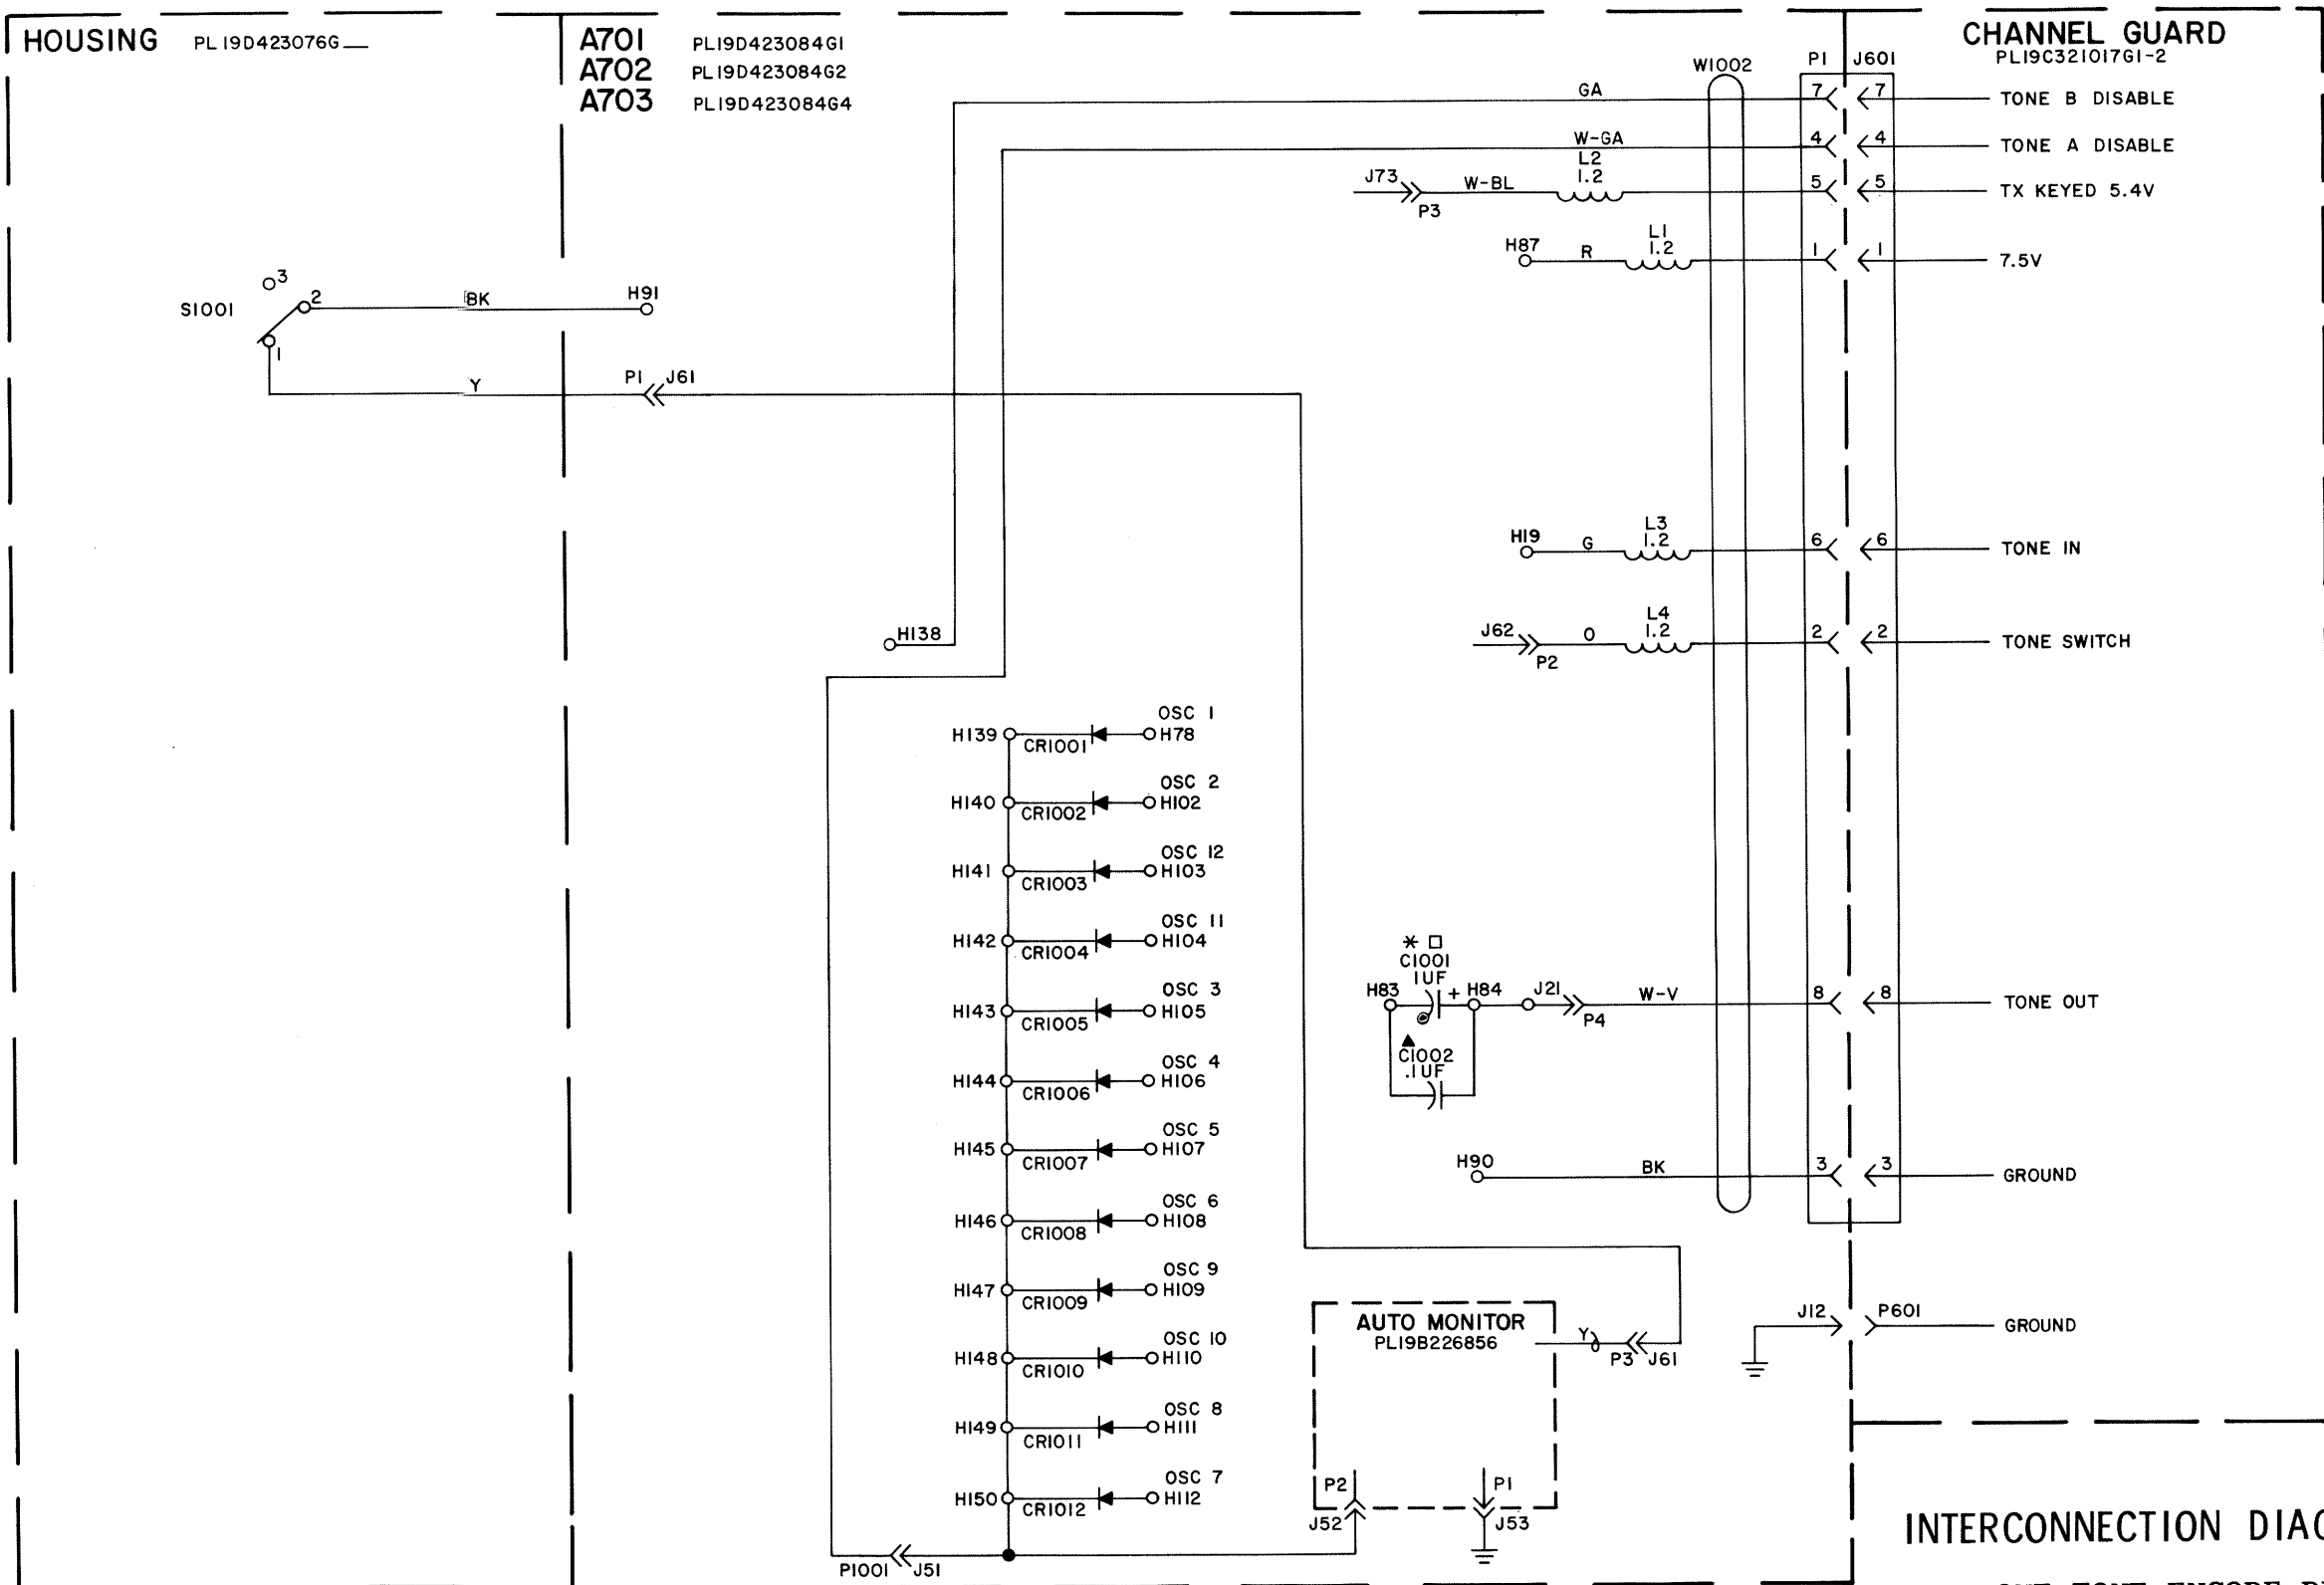 HOUSING PL19D423076G__
A701 PL19D423084G1
A702 PL19D423084G2
A703 PL19D423084G4
CHANNEL GUARD
PL19C321017G1-2
W1002
P1 J601
GA 7 7 TONE B DISABLE
W-GA 4 4 TONE A DISABLE
L2
1.2
J73 W-BL 5 5 TX KEYED 5.4V
P3
L1
1.2
H87 R 1 1 7.5V
3
S1001 2 BK H91
1
Y P1 J61
L3
1.2
H19 G 6 6 TONE IN
L4
1.2
J62 O 2 2 TONE SWITCH
P2
H138
OSC 1
H139 CR1001 H78
OSC 2
H140 CR1002 H102
OSC 12
H141 CR1003 H103
OSC 11
H142 CR1004 H104
OSC 3
H143 CR1005 H105
OSC 4
H144 CR1006 H106
OSC 5
H145 CR1007 H107
OSC 6
H146 CR1008 H108
OSC 9
H147 CR1009 H109
OSC 10
H148 CR1010 H110
OSC 8
H149 CR1011 H111
OSC 7
H150 CR1012 H112
P1001 J51
* □
C1001
1UF
H83 + H84 J21 W-V 8 8 TONE OUT
P4
▲
C1002
.1UF
H90 BK 3 3 GROUND
J12 P601 GROUND
AUTO MONITOR
PL19B226856
Y
P3 J61
P2 P1
J52 J53
INTERCONNECTION DIAG